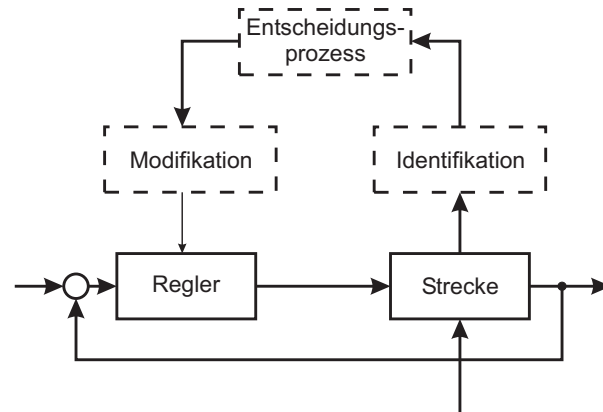 Entscheidungs-
prozess
Modifikation
Identifikation
Regler
Strecke